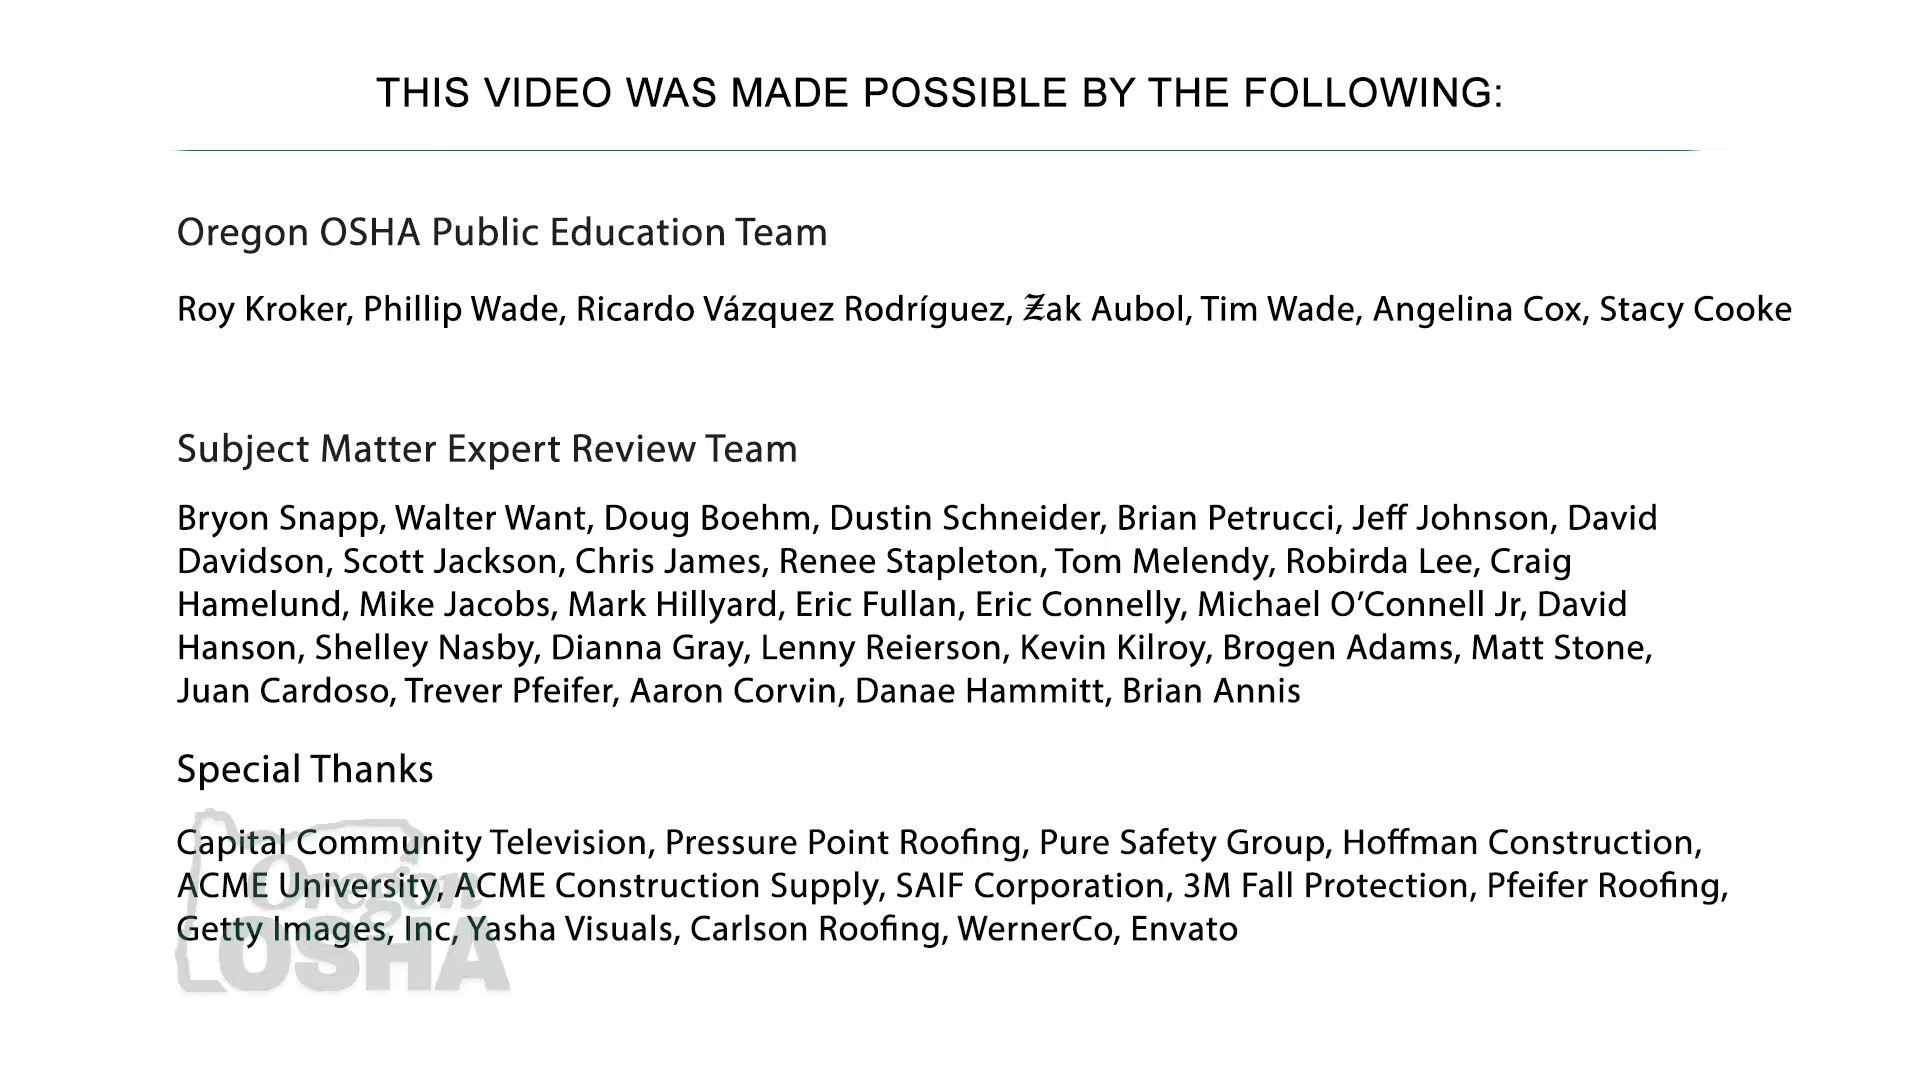 THIS VIDEO WAS MADE POSSIBLE BY THE FOLLOWING:
Oregon OSHA Public Education Team
Roy Kroker, Phillip Wade, Ricardo Vázquez Rodríguez, Zak Aubol, Tim Wade, Angelina Cox, Stacy Cooke
Subject Matter Expert Review Team
Bryon Snapp, Walter Want, Doug Boehm, Dustin Schneider, Brian Petrucci, Jeff Johnson, David
Davidson, Scott Jackson, Chris James, Renee Stapleton, Tom Melendy, Robirda Lee, Craig
Hamelund, Mike Jacobs, Mark Hillyard, Eric Fullan, Eric Connelly, Michael O’Connell Jr, David
Hanson, Shelley Nasby, Dianna Gray, Lenny Reierson, Kevin Kilroy, Brogen Adams, Matt Stone,
Juan Cardoso, Trever Pfeifer, Aaron Corvin, Danae Hammitt, Brian Annis
Special Thanks
Capital Community Television, Pressure Point Roofing, Pure Safety Group, Hoffman Construction,
ACME University, ACME Construction Supply, SAIF Corporation, 3M Fall Protection, Pfeifer Roofing,
Getty Images, Inc, Yasha Visuals, Carlson Roofing, WernerCo, Envato
Oregon
OSHA